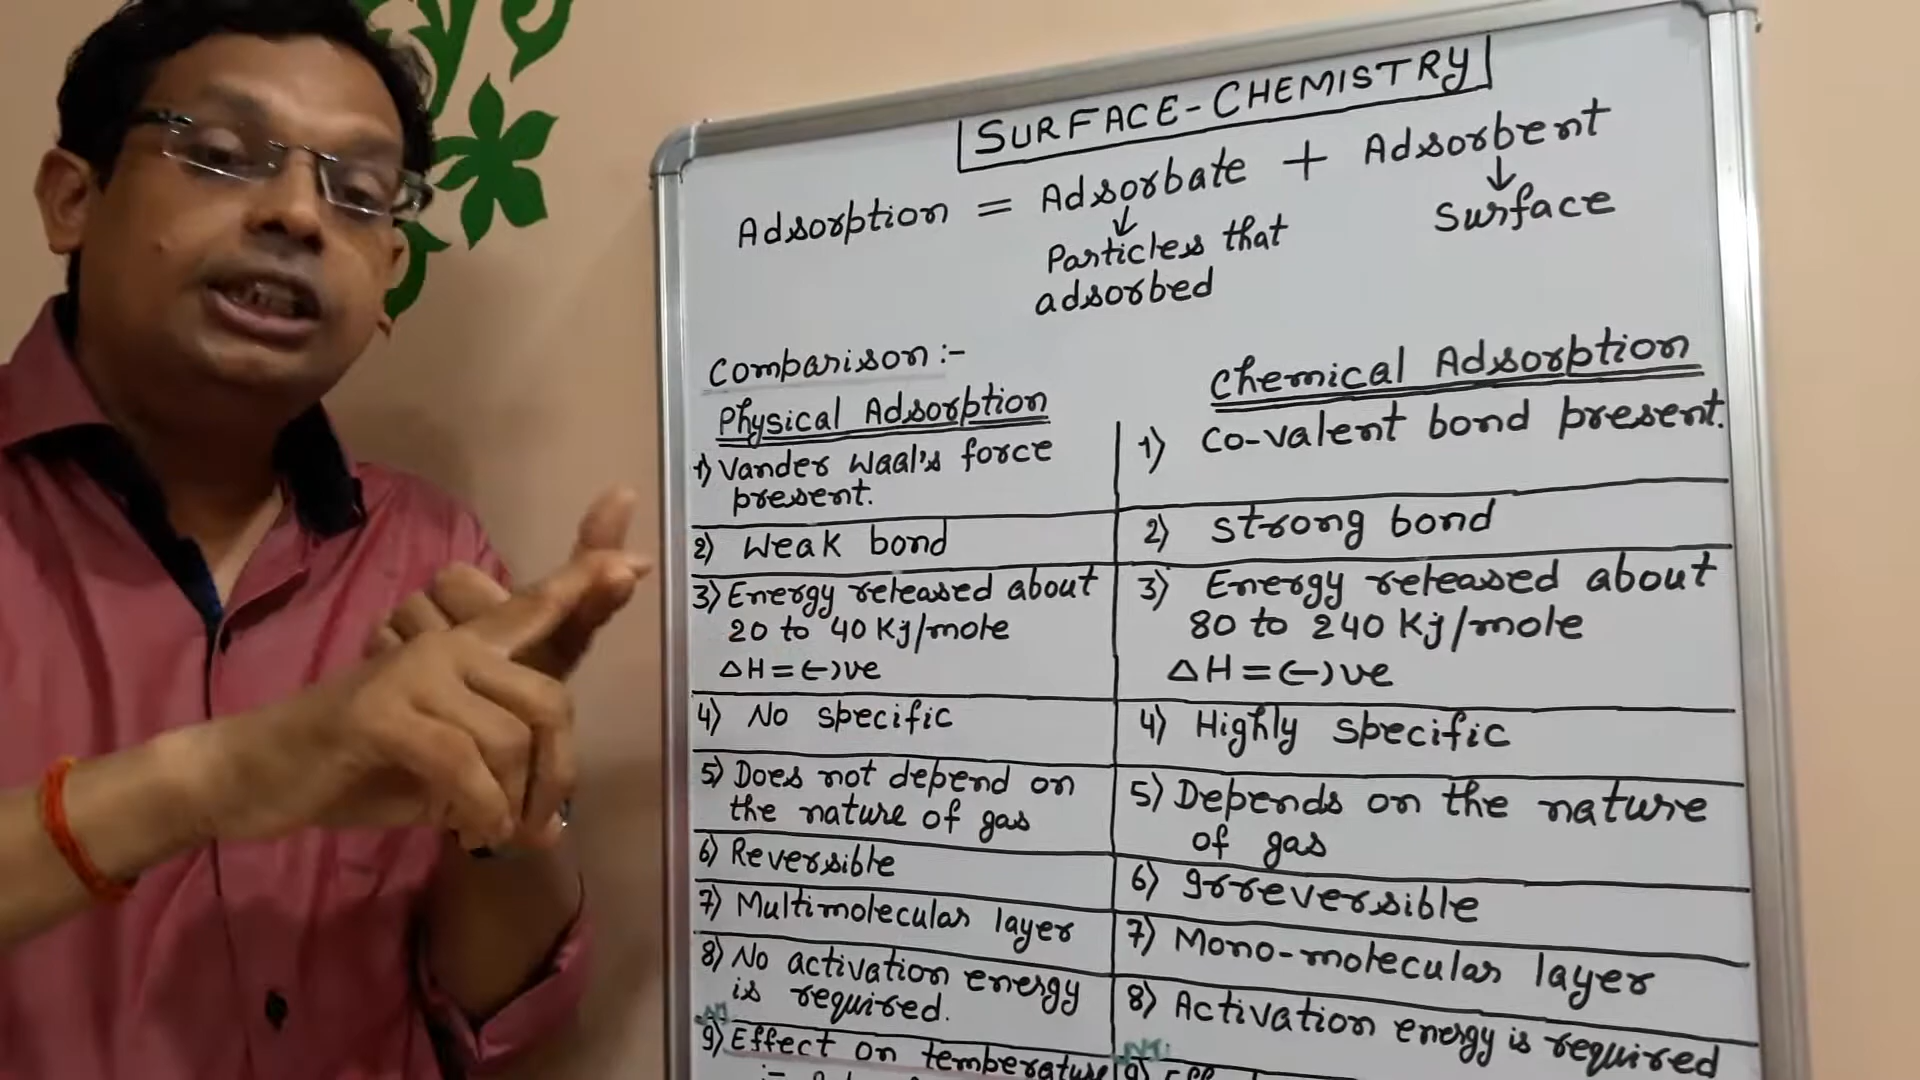 SURFACE-CHEMISTRY
Adsorption = Adsorbate + Adsorbent
↓ ↓
Particles that Surface
adsorbed
Comparison :-
Physical Adsorption
1) Vander Waal's force
present.
2) Weak bond
3) Energy released about
20 to 40 Kj/mole
△H = (-)ve
4) No specific
5) Does not depend on
the nature of gas
6) Reversible
7) Multimolecular layer
8) No activation energy
is required.
9) Effect on temperature
Chemical Adsorption
1) Co-valent bond present.
2) Strong bond
3) Energy released about
80 to 240 Kj/mole
△H = (-)ve
4) Highly specific
5) Depends on the nature
of gas
6) Irreversible
7) Mono-molecular layer
8) Activation energy is required
9)